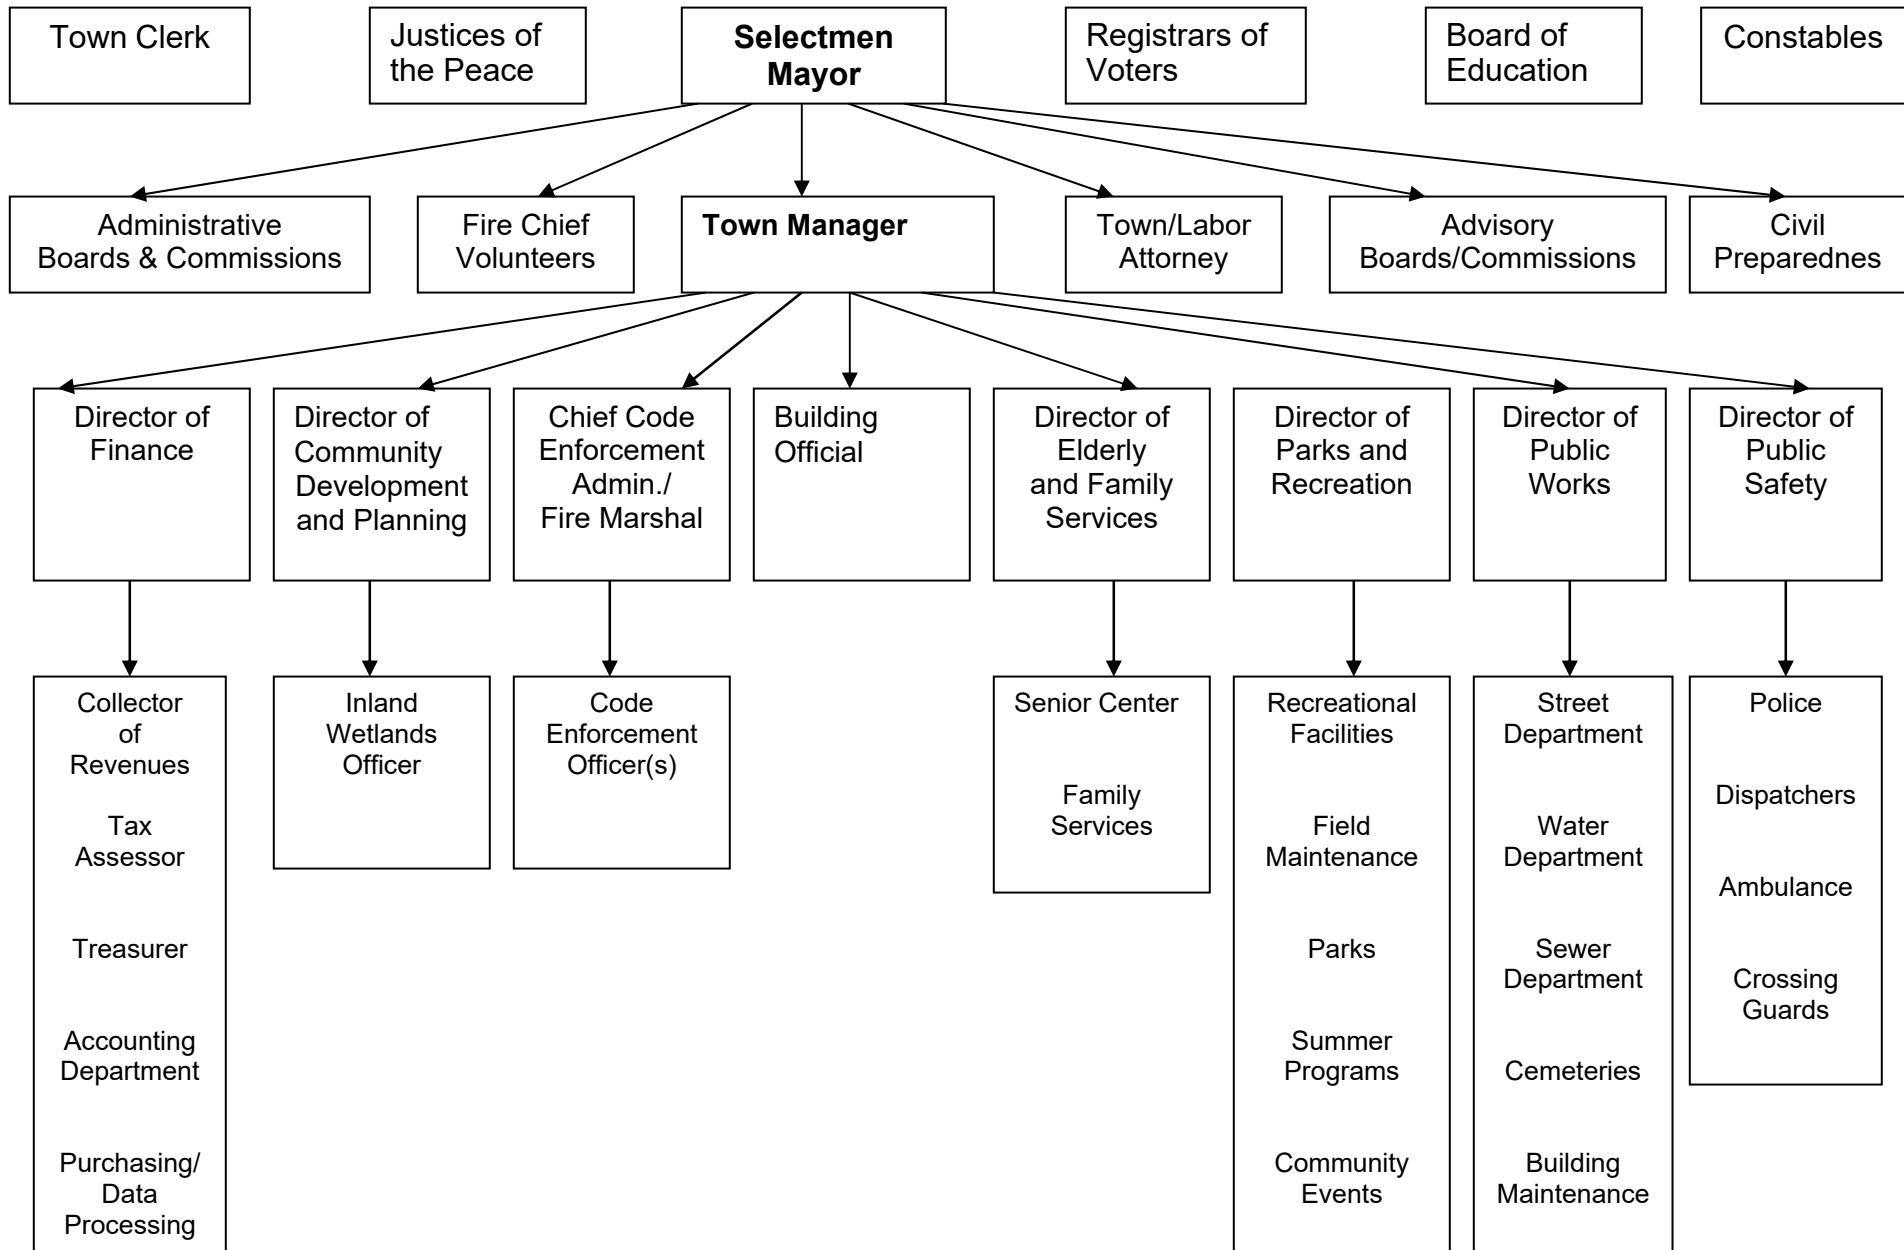 Town Clerk
Justices of
the Peace
Selectmen
Mayor
Registrars of
Voters
Board of
Education
Constables
Administrative
Boards & Commissions
Fire Chief
Volunteers
Town Manager
Town/Labor
Attorney
Advisory
Boards/Commissions
Civil
Preparednes
Director of
Finance
Director of
Community
Development
and Planning
Chief Code
Enforcement
Admin./
Fire Marshal
Building
Official
Director of
Elderly
and Family
Services
Director of
Parks and
Recreation
Director of
Public
Works
Director of
Public
Safety
Collector
of
Revenues
Tax
Assessor
Treasurer
Accounting
Department
Purchasing/
Data
Processing
Inland
Wetlands
Officer
Code
Enforcement
Officer(s)
Senior Center
Family
Services
Recreational
Facilities
Field
Maintenance
Parks
Summer
Programs
Community
Events
Street
Department
Water
Department
Sewer
Department
Cemeteries
Building
Maintenance
Police
Dispatchers
Ambulance
Crossing
Guards